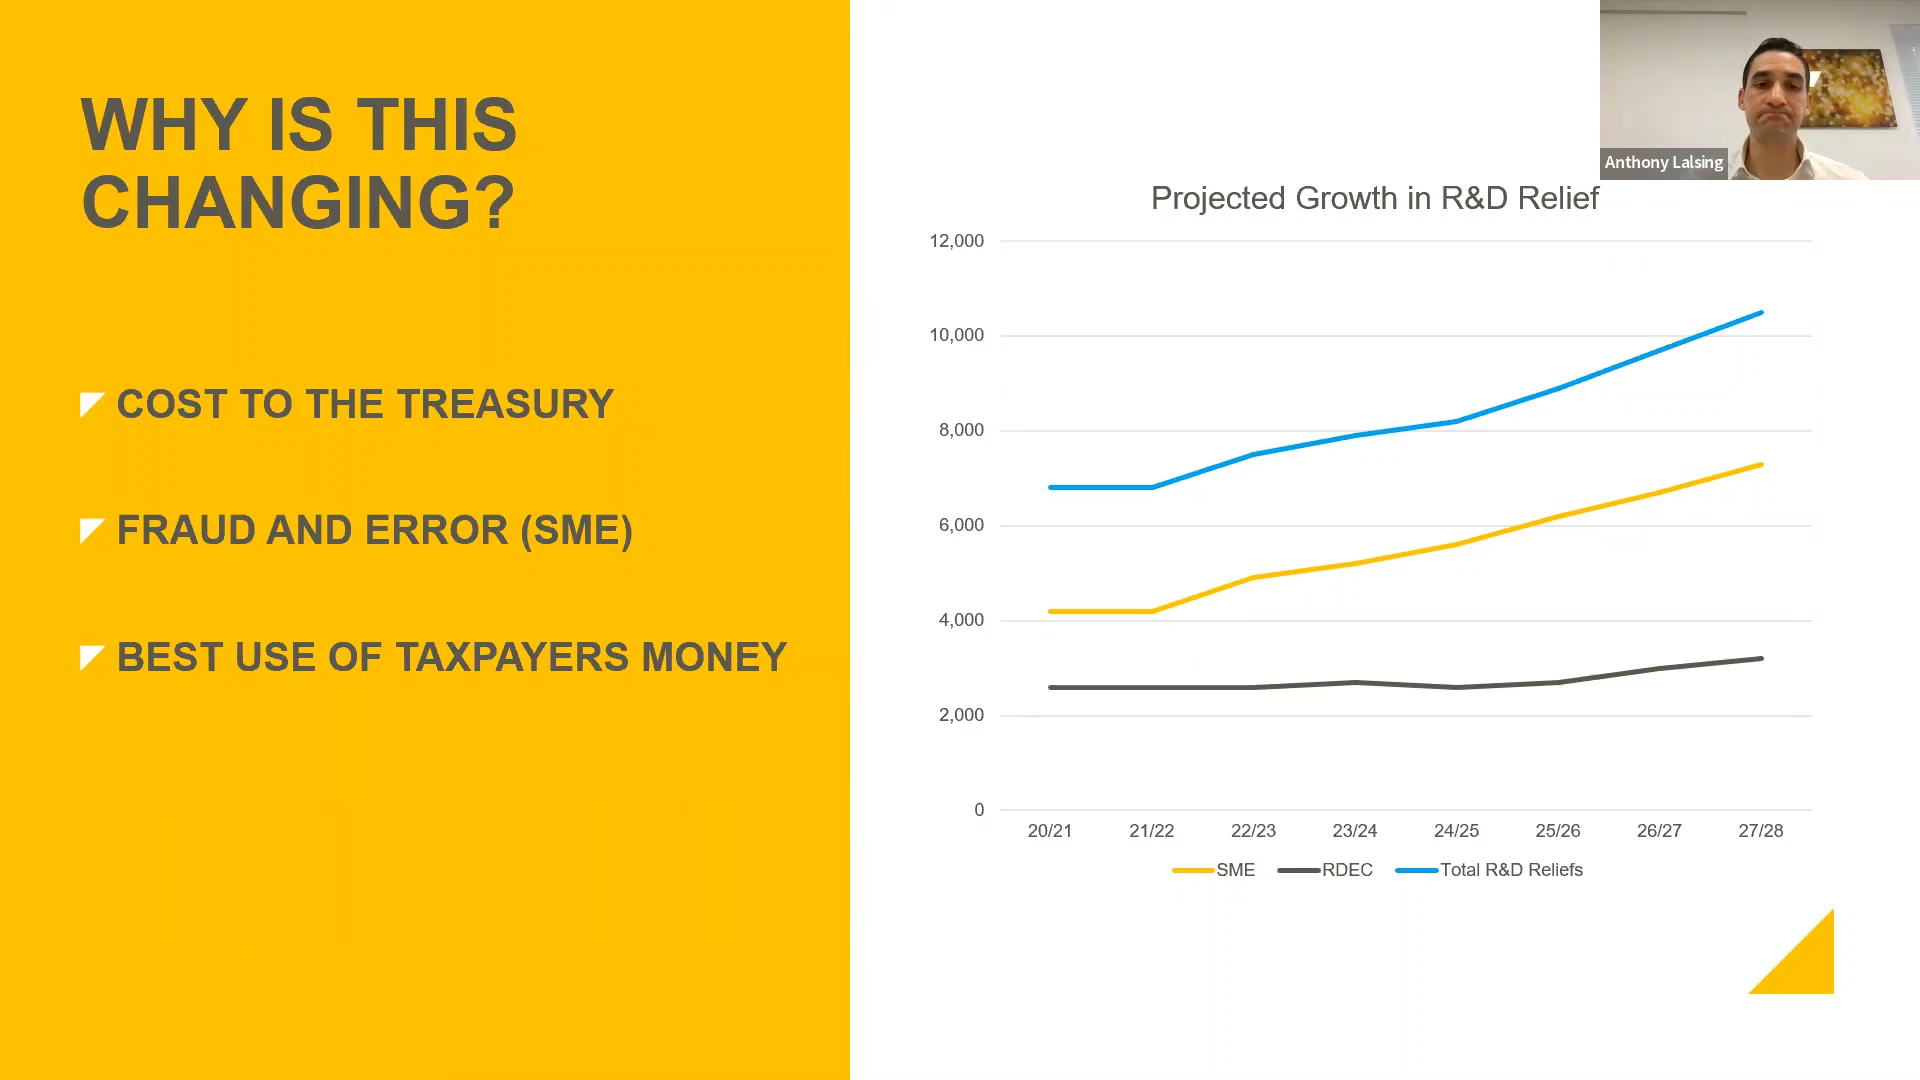 WHY IS THIS
CHANGING?
COST TO THE TREASURY
FRAUD AND ERROR (SME)
BEST USE OF TAXPAYERS MONEY
Anthony Lalsing
Projected Growth in R&D Relief
12,000
10,000
8,000
6,000
4,000
2,000
0
20/21 21/22 22/23 23/24 24/25 25/26 26/27 27/28
SME RDEC Total R&D Reliefs